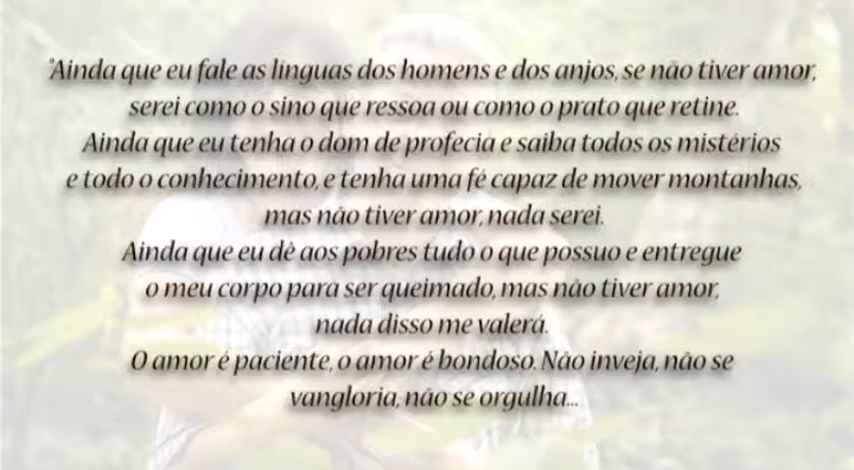 "Ainda que eu fale as línguas dos homens e dos anjos, se não tiver amor,
serei como o sino que ressoa ou como o prato que retine.
Ainda que eu tenha o dom de profecia e saiba todos os mistérios
e todo o conhecimento, e tenha uma fé capaz de mover montanhas,
mas não tiver amor, nada serei.
Ainda que eu dê aos pobres tudo o que possuo e entregue
o meu corpo para ser queimado, mas não tiver amor,
nada disso me valerá.
O amor é paciente, o amor é bondoso. Não inveja, não se
vangloria, não se orgulha...